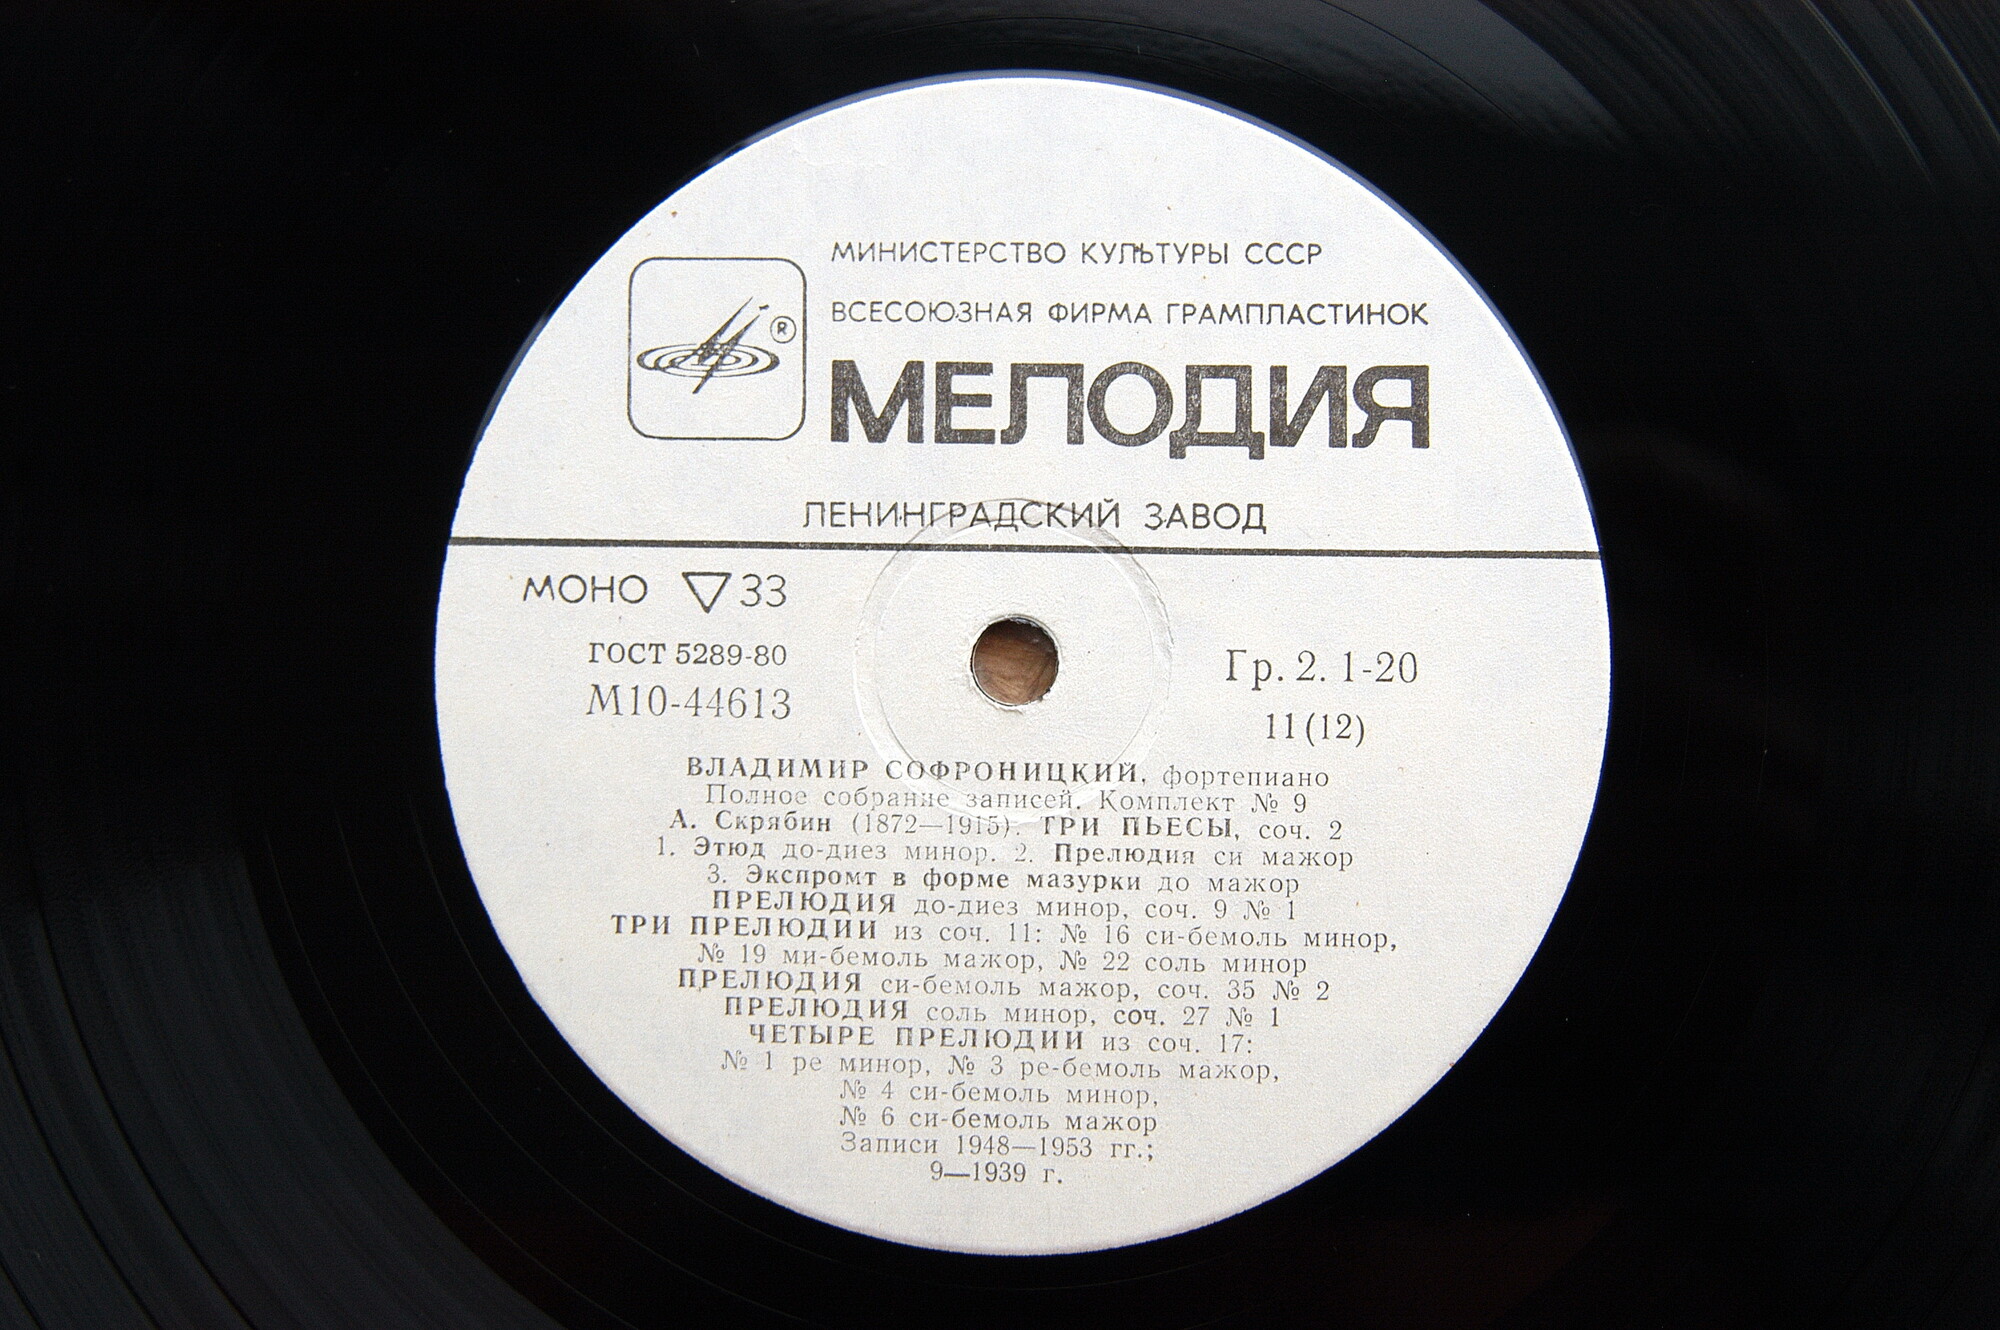 МИНИСТЕРСТВО КУЛЬТУРЫ СССР
ВСЕСОЮЗНАЯ ФИРМА ГРАМПЛАСТИНОК
®
МЕЛОДИЯ
ЛЕНИНГРАДСКИЙ ЗАВОД
МОНО ▽33
ГОСТ 5289-80
М10-44613
Гр. 2. 1-20
11(12)
ВЛАДИМИР СОФРОНИЦКИЙ, фортепиано
Полное собрание записей. Комплект № 9
А. Скрябин (1872—1915). ТРИ ПЬЕСЫ, соч. 2
1. Этюд до-диез минор. 2. Прелюдия си мажор
3. Экспромт в форме мазурки до мажор
ПРЕЛЮДИЯ до-диез минор, соч. 9 № 1
ТРИ ПРЕЛЮДИИ из соч. 11: № 16 си-бемоль минор,
№ 19 ми-бемоль мажор, № 22 соль минор
ПРЕЛЮДИЯ си-бемоль мажор, соч. 35 № 2
ПРЕЛЮДИЯ соль минор, соч. 27 № 1
ЧЕТЫРЕ ПРЕЛЮДИИ из соч. 17:
№ 1 ре минор, № 3 ре-бемоль мажор,
№ 4 си-бемоль минор,
№ 6 си-бемоль мажор
Записи 1948—1953 гг.;
9—1939 г.